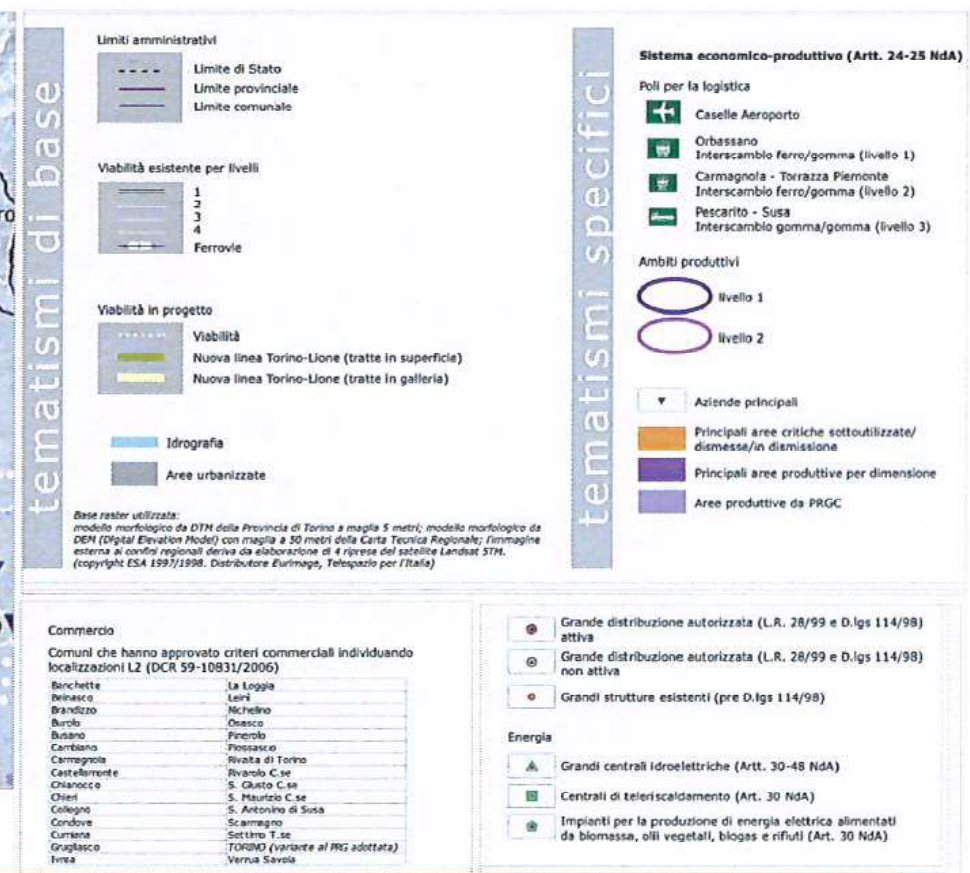 tematismi di base
Limiti amministrativi
Limite di Stato
Limite provinciale
Limite comunale
Viabilità esistente per livelli
1
2
3
4
Ferrovie
Viabilità in progetto
Viabilità
Nuova linea Torino-Lione (tratte in superficie)
Nuova linea Torino-Lione (tratte in galleria)
Idrografia
Aree urbanizzate
Base raster utilizzata:
modello morfologico da DTM della Provincia di Torino a maglia 5 metri; modello morfologico da
DEM (Digital Elevation Model) con maglia a 50 metri della Carta Tecnica Regionale; l'immagine
esterna ai confini regionali deriva da elaborazione di 4 riprese del satellite Landsat 5TM.
(copyright ESA 1997/1998. Distributore Eurimage, Telespazio per l'Italia)
tematismi specifici
Sistema economico-produttivo (Artt. 24-25 NdA)
Poli per la logistica
Caselle Aeroporto
Orbassano
Interscambio ferro/gomma (livello 1)
Carmagnola - Torrazza Piemonte
Interscambio ferro/gomma (livello 2)
Pescarito - Susa
Interscambio gomma/gomma (livello 3)
Ambiti produttivi
livello 1
livello 2
Aziende principali
Principali aree critiche sottoutilizzate/
dismesse/in dismissione
Principali aree produttive per dimensione
Aree produttive da PRGC
Commercio
Comuni che hanno approvato criteri commerciali individuando
localizzazioni L2 (DCR 59-10831/2006)
Banchette La Loggia
Beinasco Leinì
Brandizzo Nichelino
Burolo Osasco
Busano Pinerolo
Cambiano Piossasco
Carmagnola Rivalta di Torino
Castellamonte Rivarolo C.se
Chianocco S. Giusto C.se
Chieri S. Maurizio C.se
Collegno S. Antonino di Susa
Condove Scarmagno
Cumiana Settimo T.se
Grugliasco TORINO (variante al PRG adottata)
Ivrea Verrua Savoia
Grande distribuzione autorizzata (L.R. 28/99 e D.lgs 114/98)
attiva
Grande distribuzione autorizzata (L.R. 28/99 e D.lgs 114/98)
non attiva
Grandi strutture esistenti (pre D.lgs 114/98)
Energia
Grandi centrali idroelettriche (Artt. 30-48 NdA)
Centrali di teleriscaldamento (Art. 30 NdA)
Impianti per la produzione di energia elettrica alimentati
da biomassa, olii vegetali, biogas e rifiuti (Art. 30 NdA)